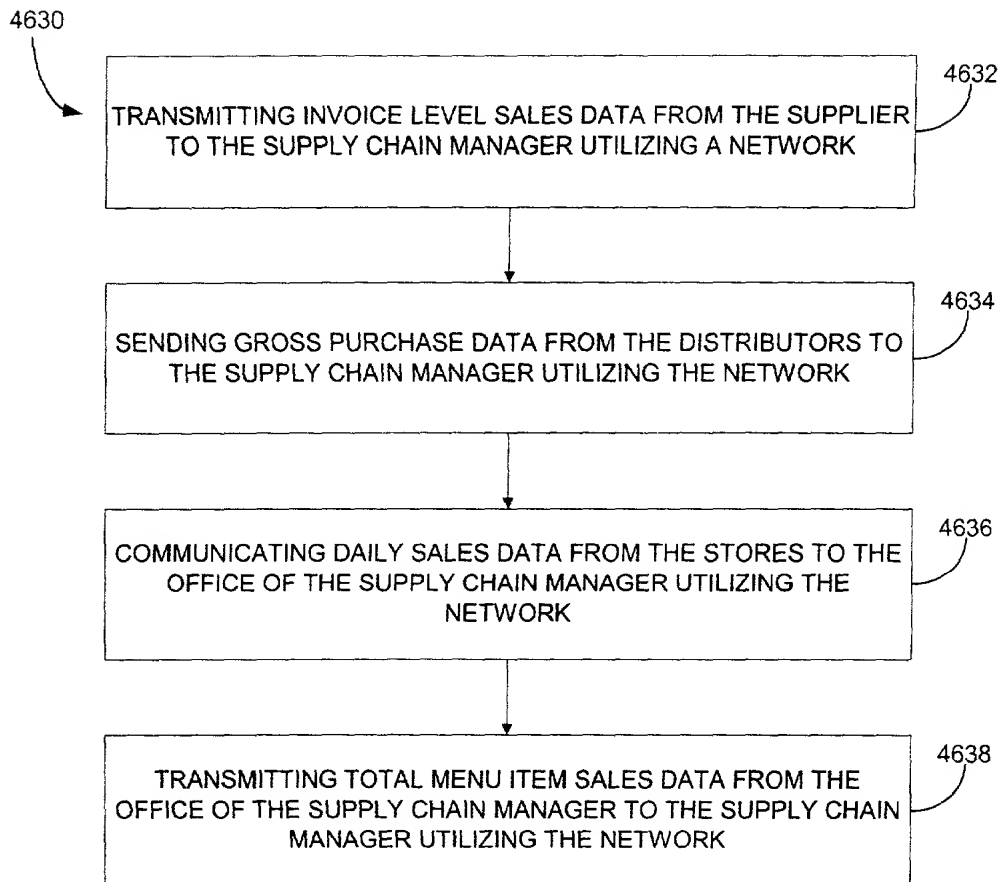 4630
4632
TRANSMITTING INVOICE LEVEL SALES DATA FROM THE SUPPLIER
TO THE SUPPLY CHAIN MANAGER UTILIZING A NETWORK
4634
SENDING GROSS PURCHASE DATA FROM THE DISTRIBUTORS TO
THE SUPPLY CHAIN MANAGER UTILIZING THE NETWORK
4636
COMMUNICATING DAILY SALES DATA FROM THE STORES TO THE
OFFICE OF THE SUPPLY CHAIN MANAGER UTILIZING THE
NETWORK
4638
TRANSMITTING TOTAL MENU ITEM SALES DATA FROM THE
OFFICE OF THE SUPPLY CHAIN MANAGER TO THE SUPPLY CHAIN
MANAGER UTILIZING THE NETWORK